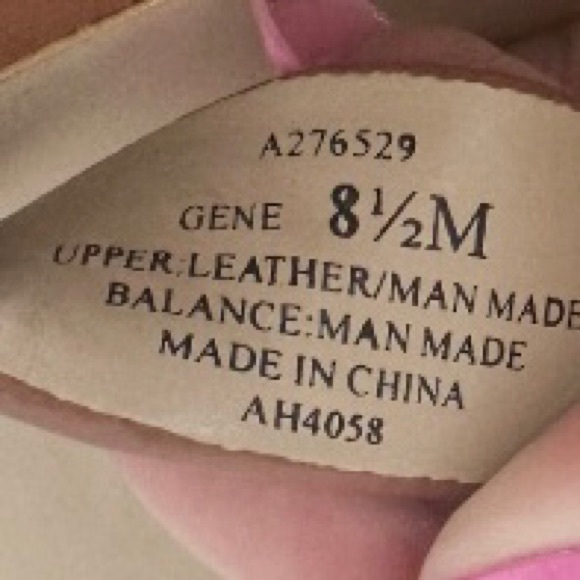 A276529
GENE 8½M
UPPER:LEATHER/MAN MADE
BALANCE:MAN MADE
MADE IN CHINA
AH4058